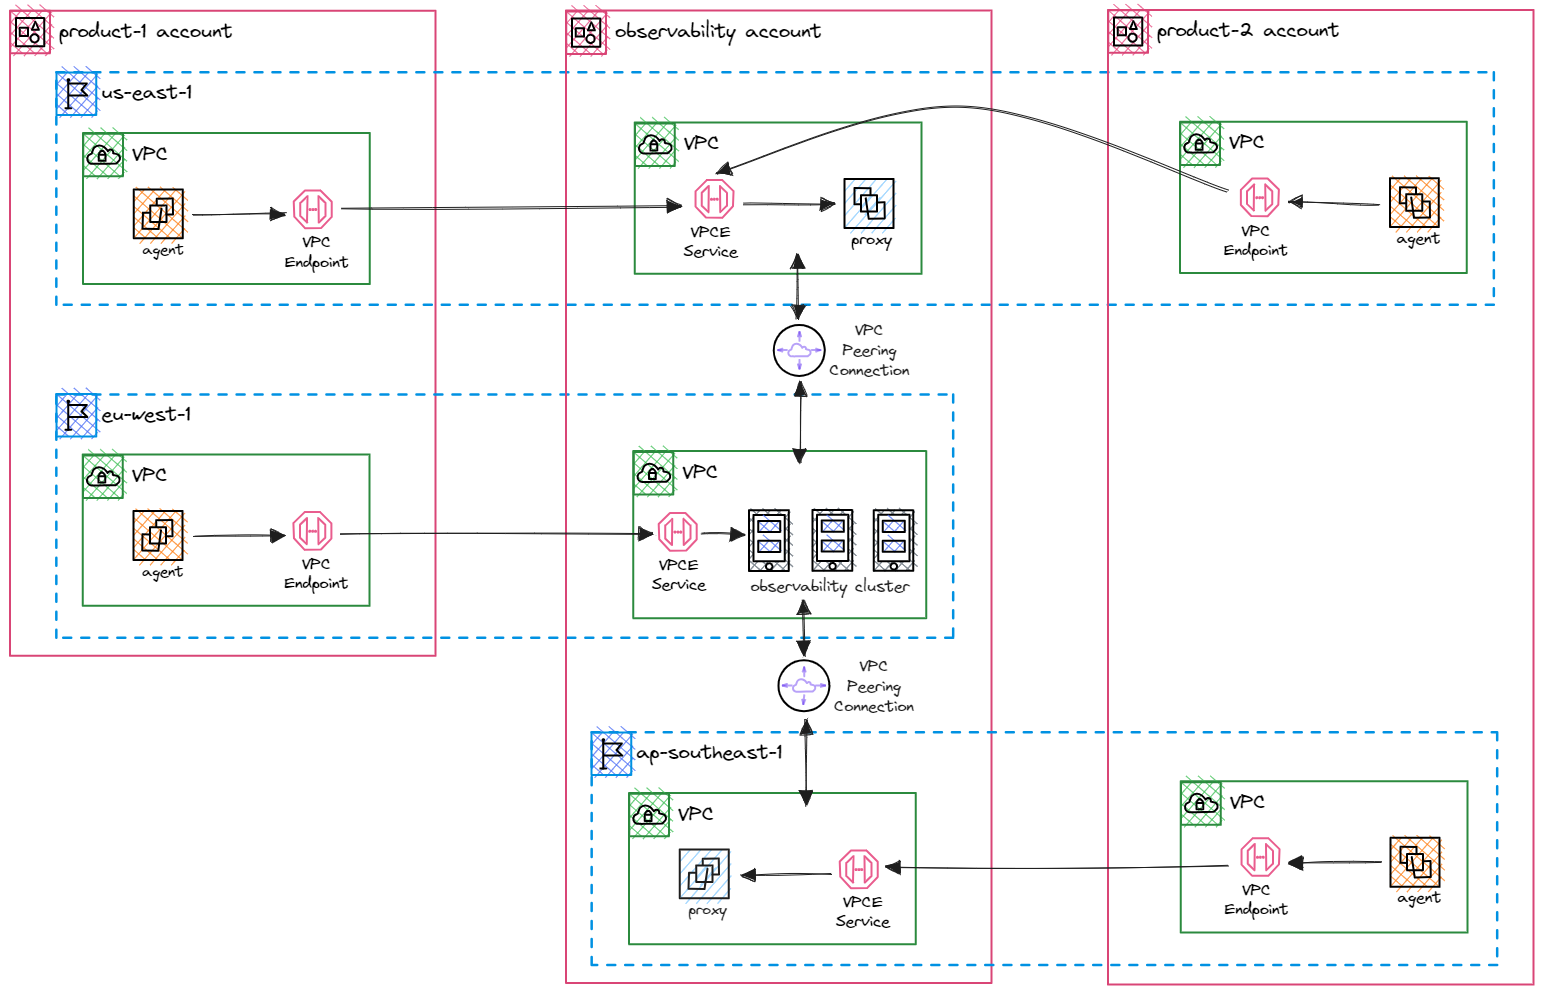 product-1 account
observability account
product-2 account
us-east-1
VPC
agent
VPC
Endpoint
VPC
VPCE
Service
proxy
VPC
VPC
Endpoint
agent
VPC
Peering
Connection
eu-west-1
VPC
agent
VPC
Endpoint
VPC
VPCE
Service
observability cluster
VPC
Peering
Connection
ap-southeast-1
VPC
proxy
VPCE
Service
VPC
VPC
Endpoint
agent